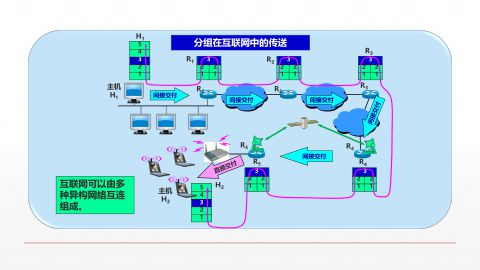 分组在互联网中的传送
H1
5
4
3
2
1
R1
3
2 2
1 1
R2
3
2 2
1 1
R3
3
2 2
1 1
主机
H1
间接交付
R1
间接交付
R2
间接交付
R3
间接交付
R5
R4
直接交付
间接交付
R5
3
2 2
1 1
R4
3
2 2
1 1
主机
H2
H2
5
4
3
2
1
互联网可以由多
种异构网络互连
组成。